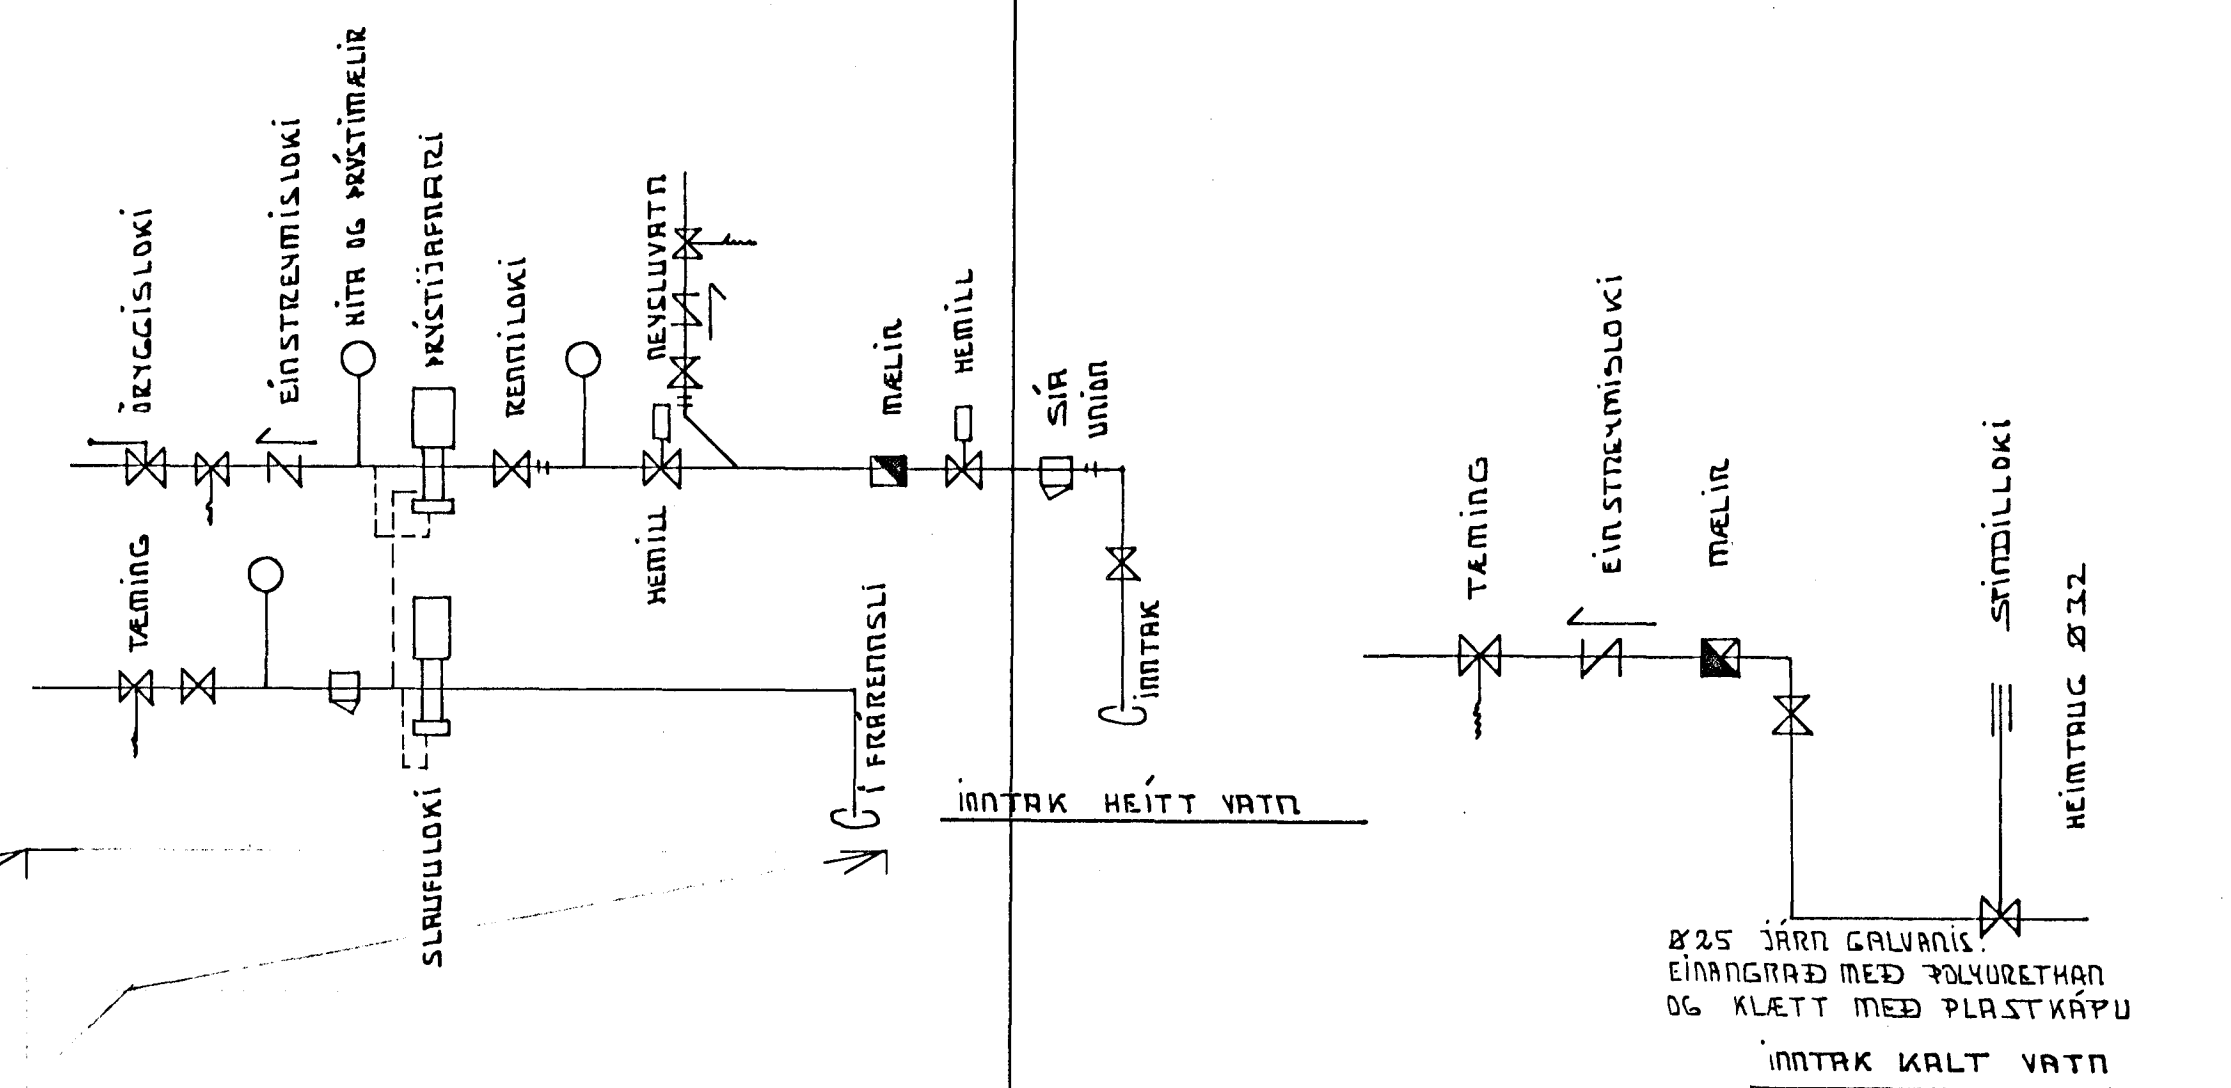 ÖRYGGISLOKI
EINSTREYMISLOKI
HITA OG ÞRÝSTIMÆLIR
ÞRÝSTIJAFNARI
RENNILOKI
NEYSLUVATN
MÆLIR
HEMILL
SÍA
UNION
TÆMING
HEMILL
Í FRÁRENNSLI
INNTAK
SLAUFULOKI
INNTAK HEITT VATN
TÆMING
EINSTREYMISLOKI
MÆLIR
SPINDILLOKI
HEIMTAUG Ø32
Ø25 JÁRN GALVANIS.
EINANGRAÐ MEÐ POLYURETHAN
OG KLÆTT MEÐ PLASTKÁPU
INNTAK KALT VATN